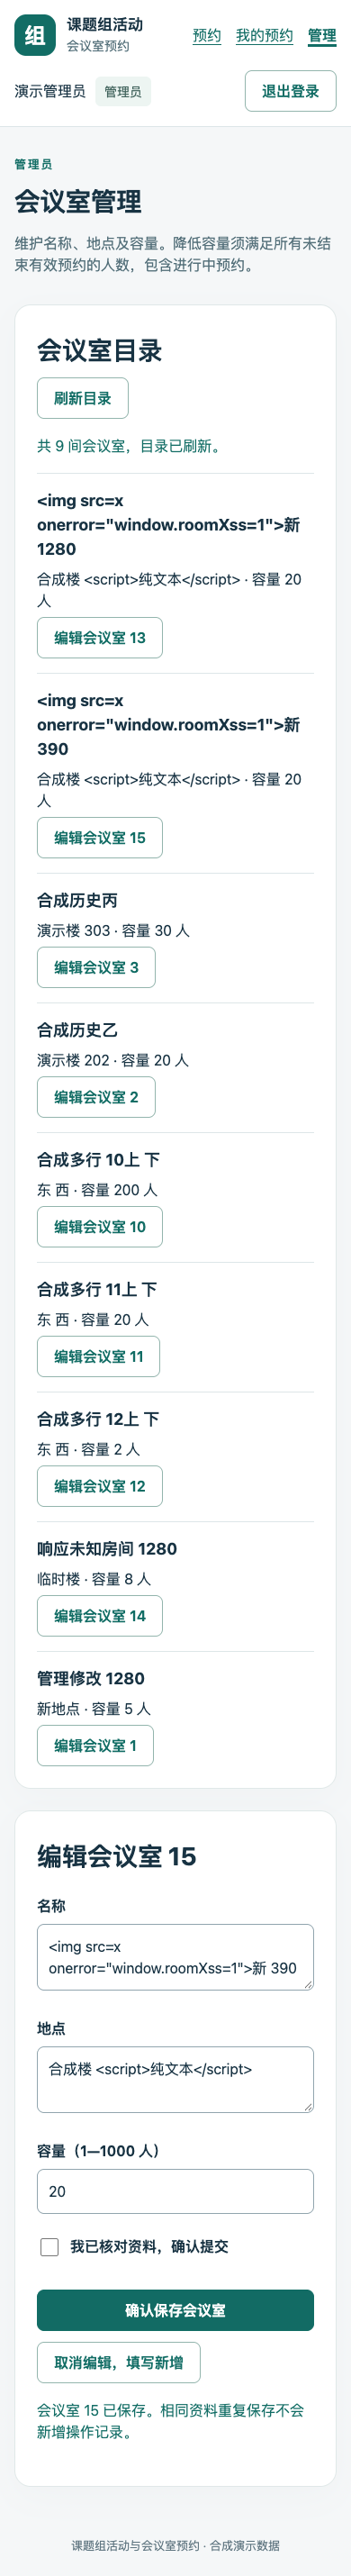 组
课题组活动
会议室预约
预约 我的预约 管理
演示管理员 管理员
退出登录
管理员
会议室管理
维护名称、地点及容量。降低容量须满足所有未结
束有效预约的人数，包含进行中预约。
会议室目录
刷新目录
共 9 间会议室，目录已刷新。
<img src=x
onerror="window.roomXss=1">新
1280
合成楼 <script>纯文本</script> · 容量 20
人
编辑会议室 13
<img src=x
onerror="window.roomXss=1">新
390
合成楼 <script>纯文本</script> · 容量 20
人
编辑会议室 15
合成历史丙
演示楼 303 · 容量 30 人
编辑会议室 3
合成历史乙
演示楼 202 · 容量 20 人
编辑会议室 2
合成多行 10上 下
东 西 · 容量 200 人
编辑会议室 10
合成多行 11上 下
东 西 · 容量 20 人
编辑会议室 11
合成多行 12上 下
东 西 · 容量 2 人
编辑会议室 12
响应未知房间 1280
临时楼 · 容量 8 人
编辑会议室 14
管理修改 1280
新地点 · 容量 5 人
编辑会议室 1
编辑会议室 15
名称
<img src=x
onerror="window.roomXss=1">新 390
地点
合成楼 <script>纯文本</script>
容量（1—1000 人）
20
我已核对资料，确认提交
确认保存会议室
取消编辑，填写新增
会议室 15 已保存。相同资料重复保存不会
新增操作记录。
课题组活动与会议室预约 · 合成演示数据